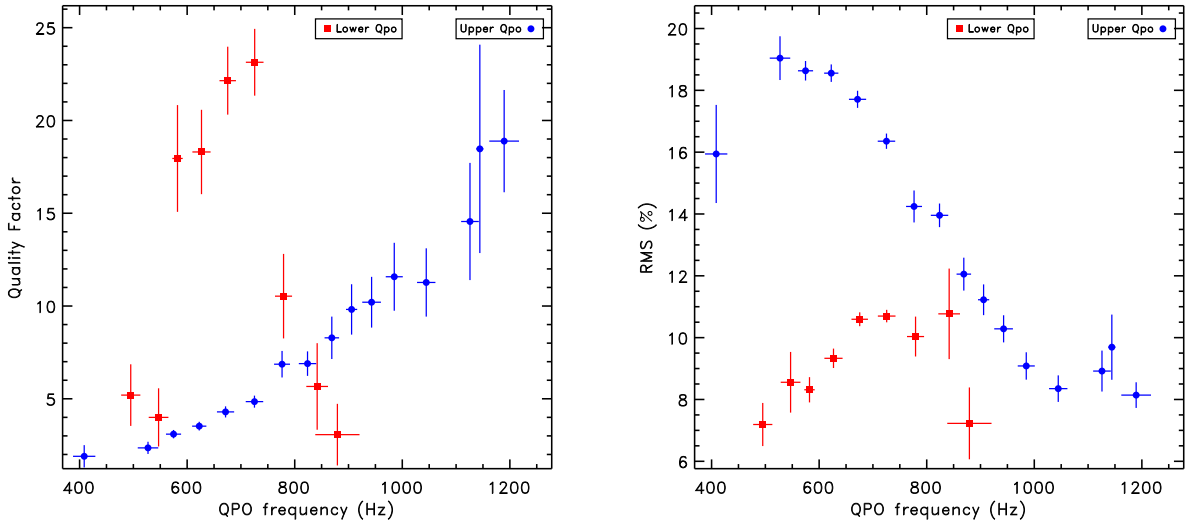 Lower Qpo
Upper Qpo
25
20
15
10
5
Quality Factor
400
600
800
1000
1200
QPO frequency (Hz)
Lower Qpo
Upper Qpo
20
18
16
14
12
10
8
6
RMS (%)
400
600
800
1000
1200
QPO frequency (Hz)